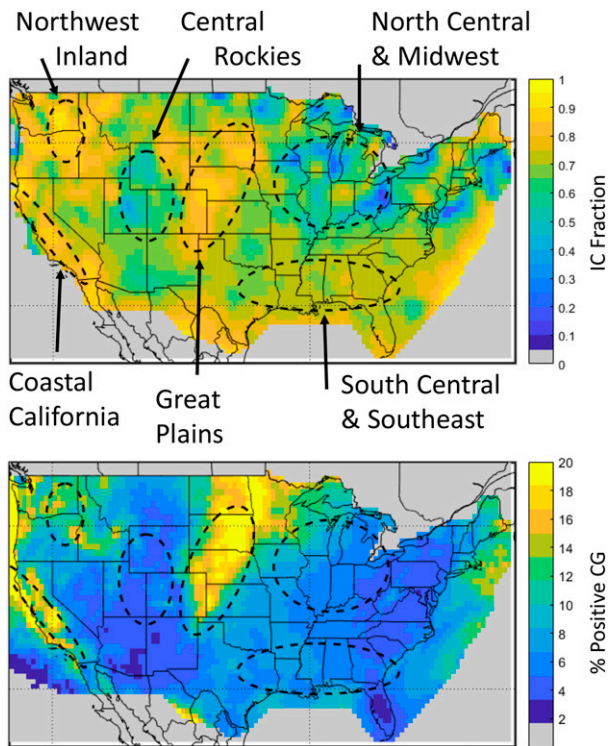 Northwest Inland
Central Rockies
North Central & Midwest
1
0.9
0.8
0.7
0.6
0.5
0.4
0.3
0.2
0.1
0
IC Fraction
Coastal California
Great Plains
South Central & Southeast
20
18
16
14
12
10
8
6
4
2
% Positive CG